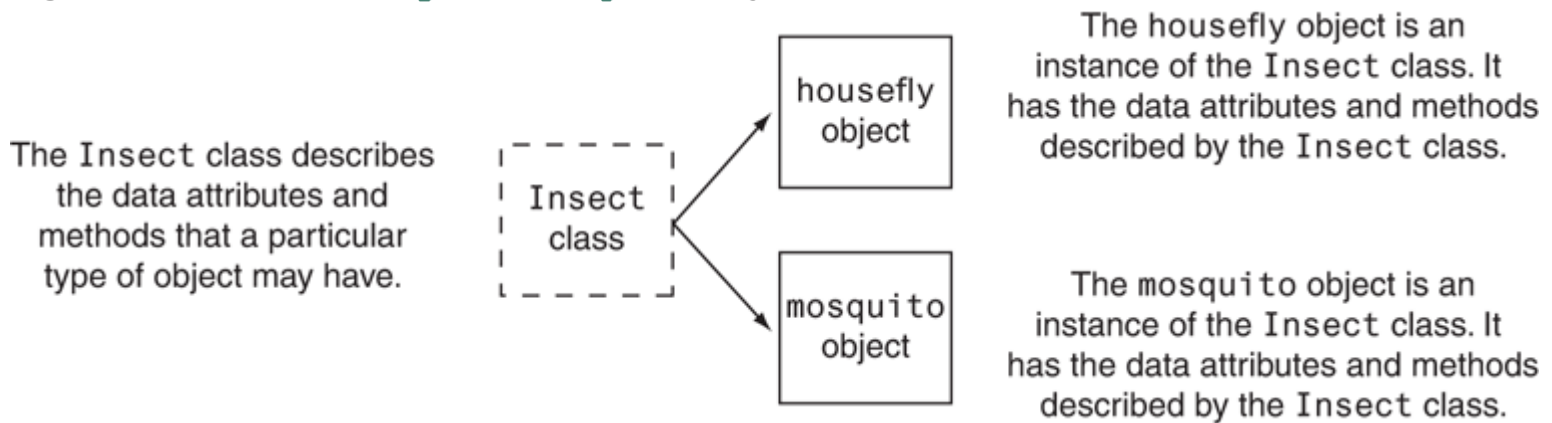 The Insect class describes
the data attributes and
methods that a particular
type of object may have.
Insect
class
housefly
object
The housefly object is an
instance of the Insect class. It
has the data attributes and methods
described by the Insect class.
mosquito
object
The mosquito object is an
instance of the Insect class. It
has the data attributes and methods
described by the Insect class.